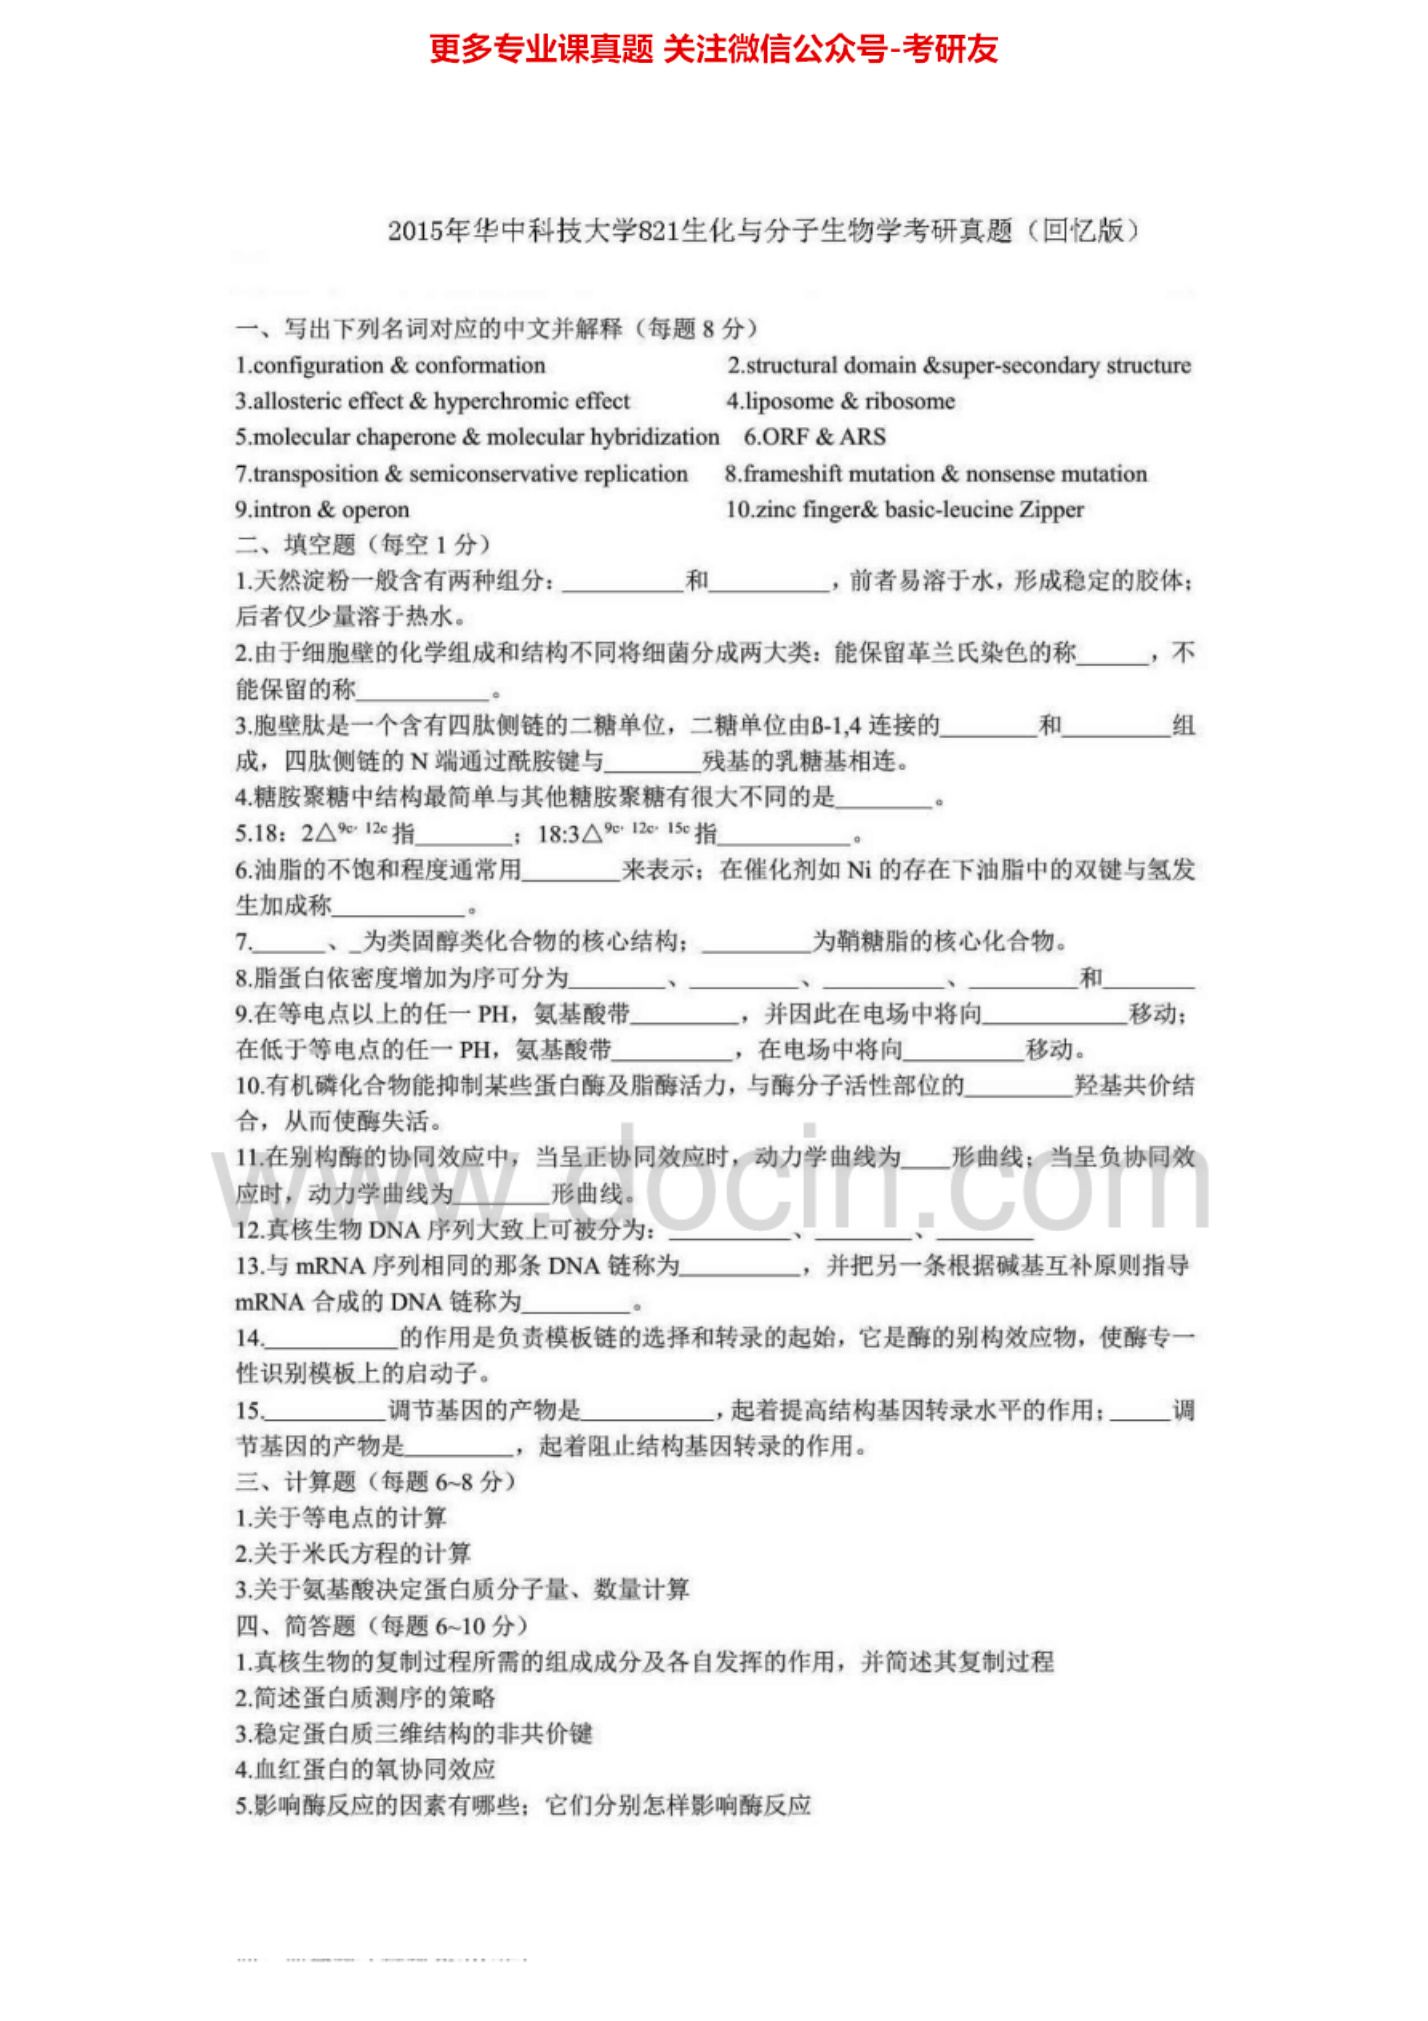 更多专业课真题 关注微信公众号-考研友
2015年华中科技大学821生化与分子生物学考研真题（回忆版）
一、写出下列名词对应的中文并解释（每题 8 分）
1.configuration & conformation 2.structural domain &super-secondary structure
3.allosteric effect & hyperchromic effect 4.liposome & ribosome
5.molecular chaperone & molecular hybridization 6.ORF & ARS
7.transposition & semiconservative replication 8.frameshift mutation & nonsense mutation
9.intron & operon 10.zinc finger& basic-leucine Zipper
二、填空题（每空 1 分）
1.天然淀粉一般含有两种组分：__________和__________，前者易溶于水，形成稳定的胶体；
后者仅少量溶于热水。
2.由于细胞壁的化学组成和结构不同将细菌分成两大类：能保留革兰氏染色的称______，不
能保留的称___________。
3.胞壁肽是一个含有四肽侧链的二糖单位，二糖单位由ß-1,4 连接的________和_________组
成，四肽侧链的 N 端通过酰胺键与________残基的乳糖基相连。
4.糖胺聚糖中结构最简单与其他糖胺聚糖有很大不同的是________。
5.18：2△9c，12c 指________；18:3△9c，12c，15c 指___________。
6.油脂的不饱和程度通常用________来表示；在催化剂如 Ni 的存在下油脂中的双键与氢发
生加成称___________。
7.______、_为类固醇类化合物的核心结构；_________为鞘糖脂的核心化合物。
8.脂蛋白依密度增加为序可分为________、_________、__________、_________和________
9.在等电点以上的任一 PH，氨基酸带_________，并因此在电场中将向____________移动；
在低于等电点的任一 PH，氨基酸带__________，在电场中将向__________移动。
10.有机磷化合物能抑制某些蛋白酶及脂酶活力，与酶分子活性部位的_________羟基共价结
合，从而使酶失活。
11.在别构酶的协同效应中，当呈正协同效应时，动力学曲线为____形曲线；当呈负协同效
应时，动力学曲线为________形曲线。
12.真核生物 DNA 序列大致上可被分为：__________、________、________
13.与 mRNA 序列相同的那条 DNA 链称为__________，并把另一条根据碱基互补原则指导
mRNA 合成的 DNA 链称为_________。
14.___________的作用是负责模板链的选择和转录的起始，它是酶的别构效应物，使酶专一
性识别模板上的启动子。
15.__________调节基因的产物是___________，起着提高结构基因转录水平的作用；_____调
节基因的产物是_________，起着阻止结构基因转录的作用。
三、计算题（每题 6~8 分）
1.关于等电点的计算
2.关于米氏方程的计算
3.关于氨基酸决定蛋白质分子量、数量计算
四、简答题（每题 6~10 分）
1.真核生物的复制过程所需的组成成分及各自发挥的作用，并简述其复制过程
2.简述蛋白质测序的策略
3.稳定蛋白质三维结构的非共价键
4.血红蛋白的氧协同效应
5.影响酶反应的因素有哪些；它们分别怎样影响酶反应
www.docin.com